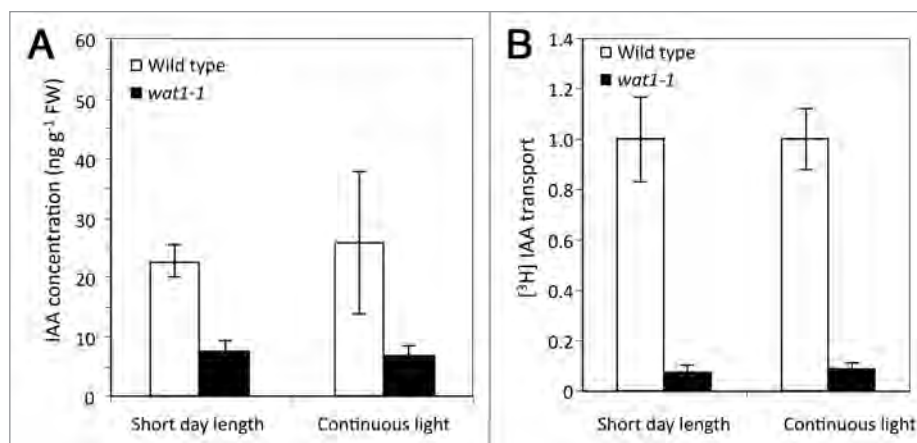 A
IAA concentration (ng g⁻¹ FW)
60
50
40
30
20
10
0
Wild type
wat1-1
Short day length
Continuous light
B
[³H] IAA transport
1.4
1.2
1.0
0.8
0.6
0.4
0.2
0
Wild type
wat1-1
Short day length
Continuous light